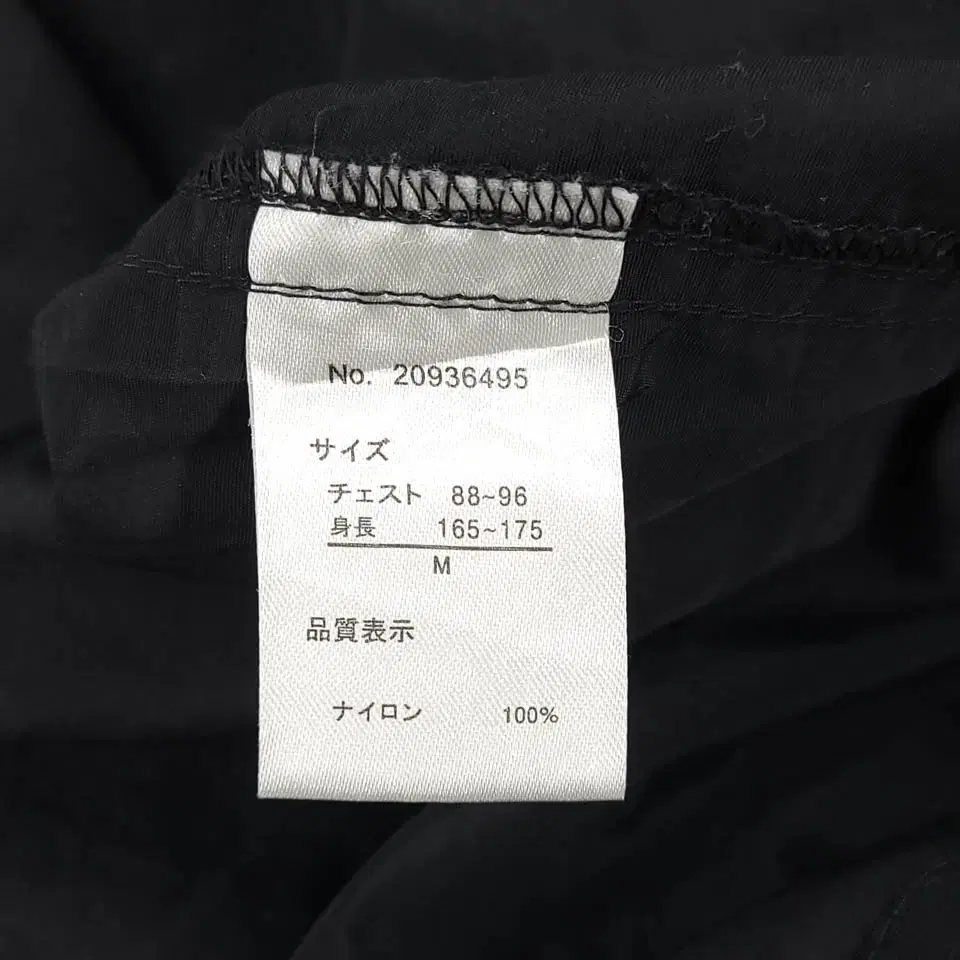 No. 20936495
サイズ
チェスト 88~96
身長 165~175
M
品質表示
ナイロン 100%